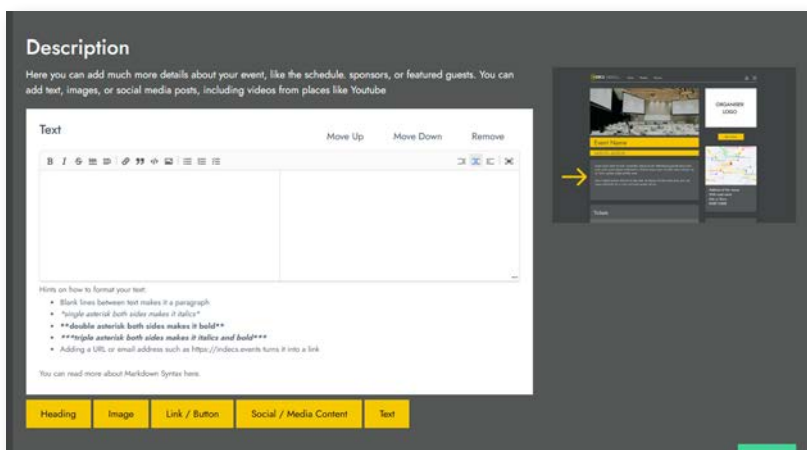 Description
Here you can add much more details about your event, like the schedule. sponsors, or featured guests. You can
add text, images, or social media posts, including videos from places like Youtube
Text
Move Up Move Down Remove
Hints on how to format your text:
Blank lines between text makes it a paragraph
*single asterisk both sides makes it italics*
**double asterisk both sides makes it bold**
***triple asterisk both sides makes it italics and bold***
Adding a URL or email address such as https://indecs.events turns it into a link
You can read more about Markdown Syntax here.
Heading Image Link / Button Social / Media Content Text
ORGANISER
LOGO
Event Name
Address of the venue
Tickets